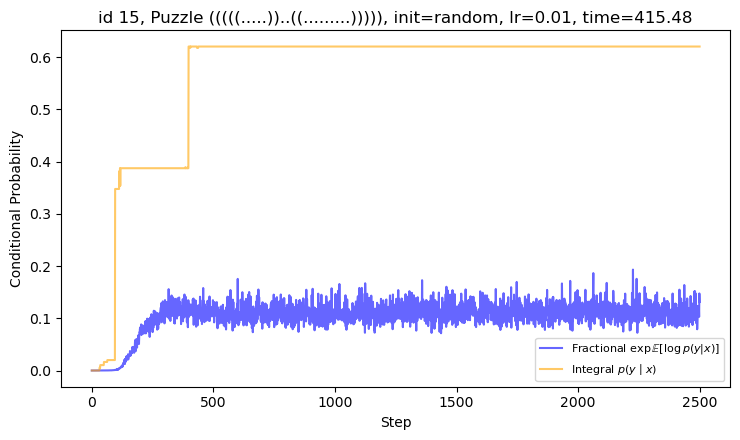 id 15, Puzzle (((((.....))..((.........))))), init=random, lr=0.01, time=415.48
Conditional Probability
0.6
0.5
0.4
0.3
0.2
0.1
0.0
Fractional exp𝔼[log p(y|x)]
Integral p(y | x)
0 500 1000 1500 2000 2500
Step